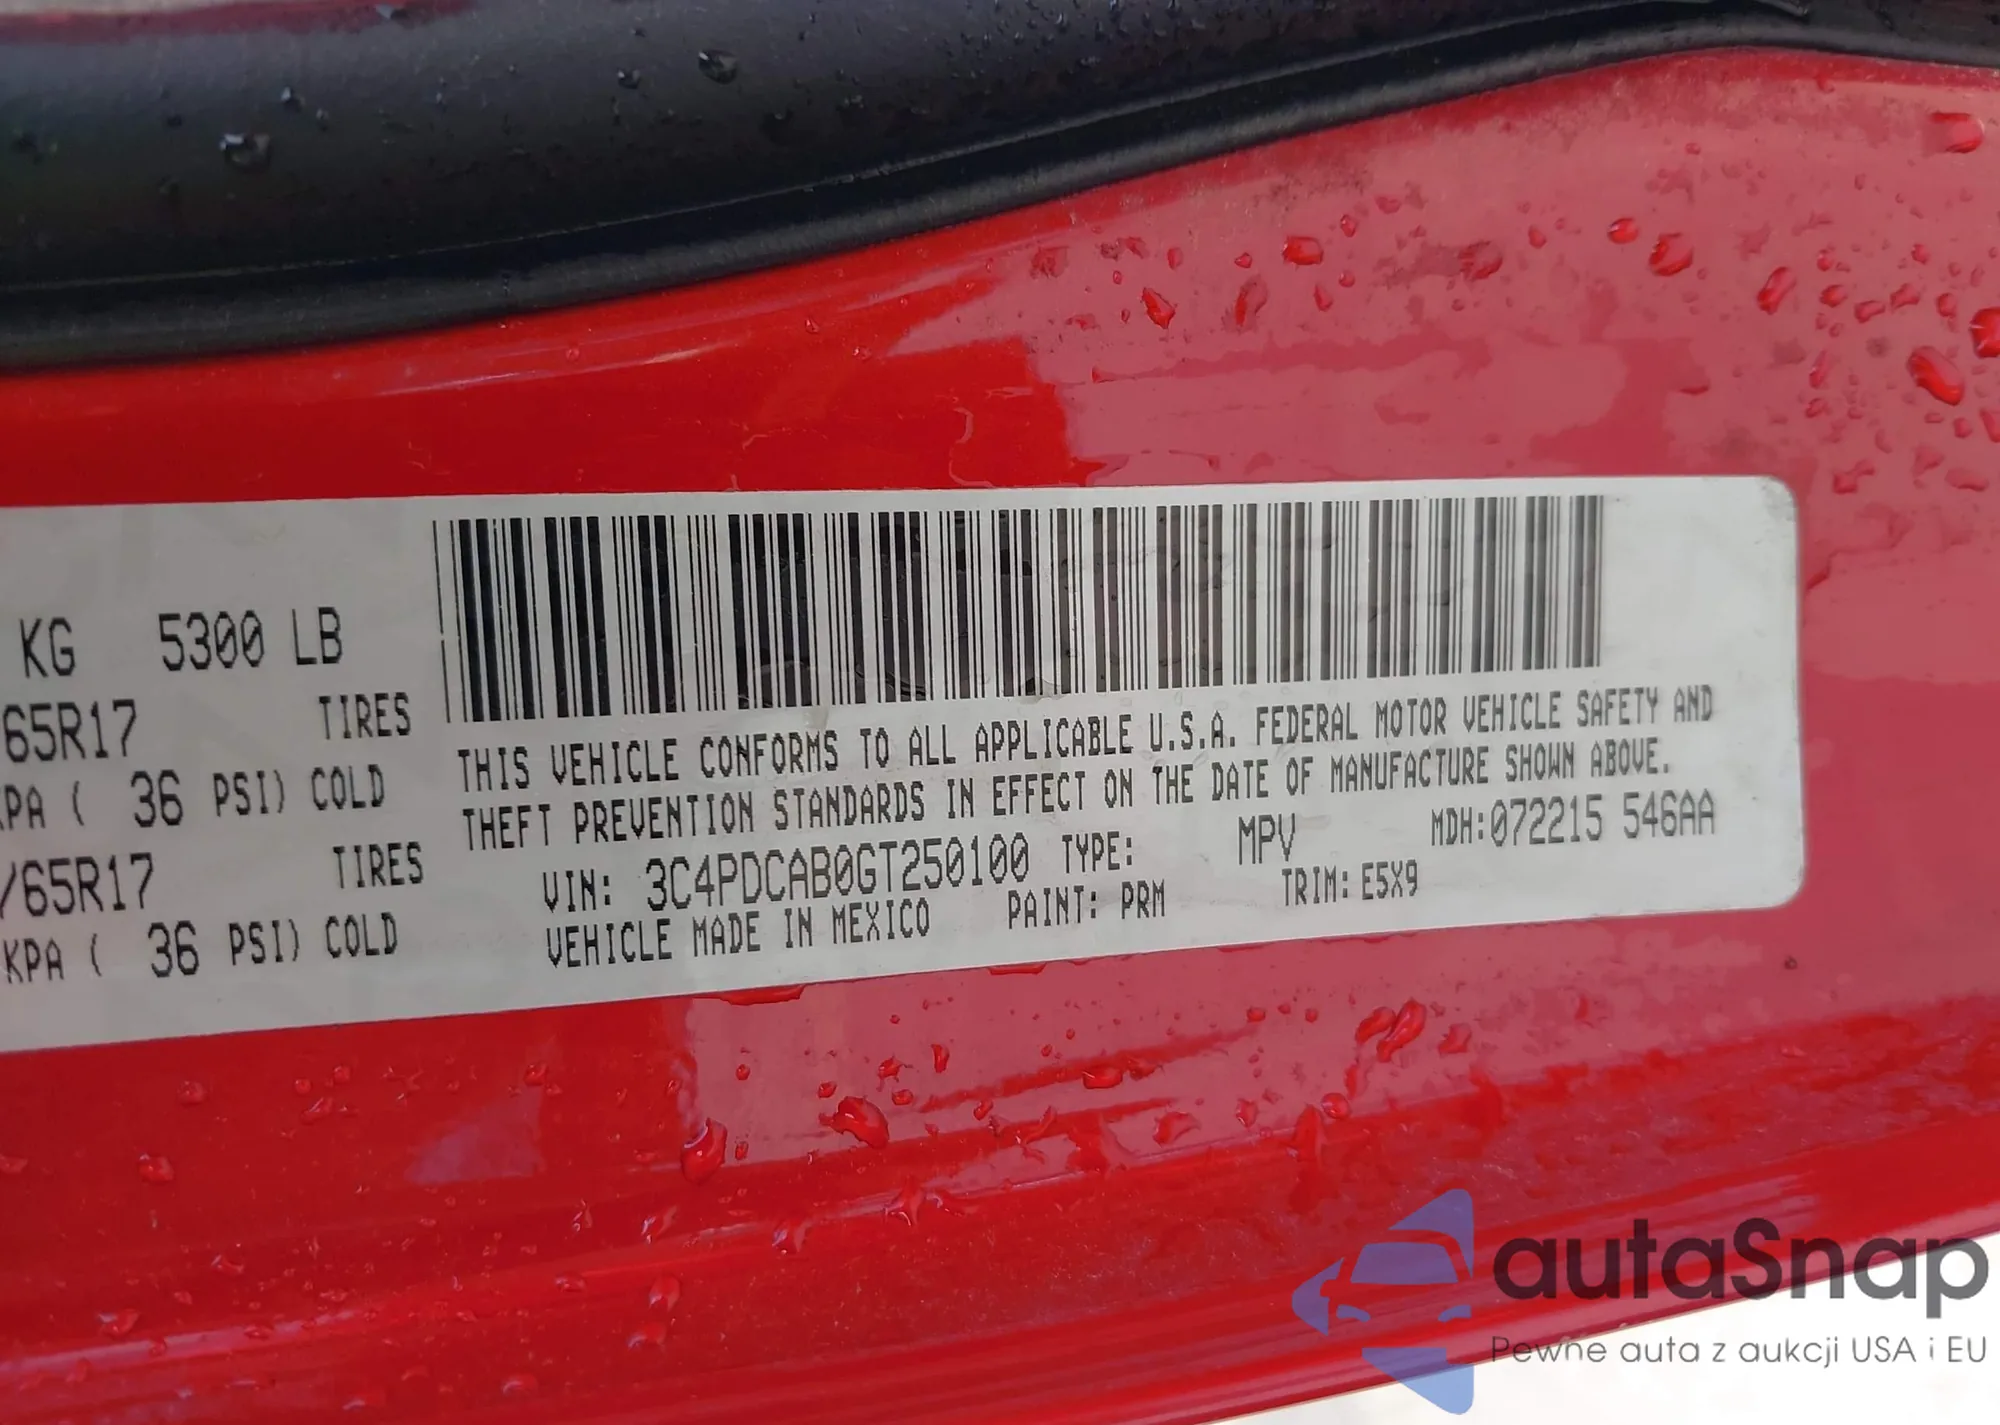 KG 5300 LB
65R17 TIRES
KPA ( 36 PSI) COLD
/65R17 TIRES
KPA ( 36 PSI) COLD
THIS VEHICLE CONFORMS TO ALL APPLICABLE U.S.A. FEDERAL MOTOR VEHICLE SAFETY AND
THEFT PREVENTION STANDARDS IN EFFECT ON THE DATE OF MANUFACTURE SHOWN ABOVE.
VIN: 3C4PDCAB0GT250100 TYPE: MPV MDH:072215 546AA
VEHICLE MADE IN MEXICO PAINT: PRM TRIM: E5X9
autaSnap
Pewne auta z aukcji USA i EU